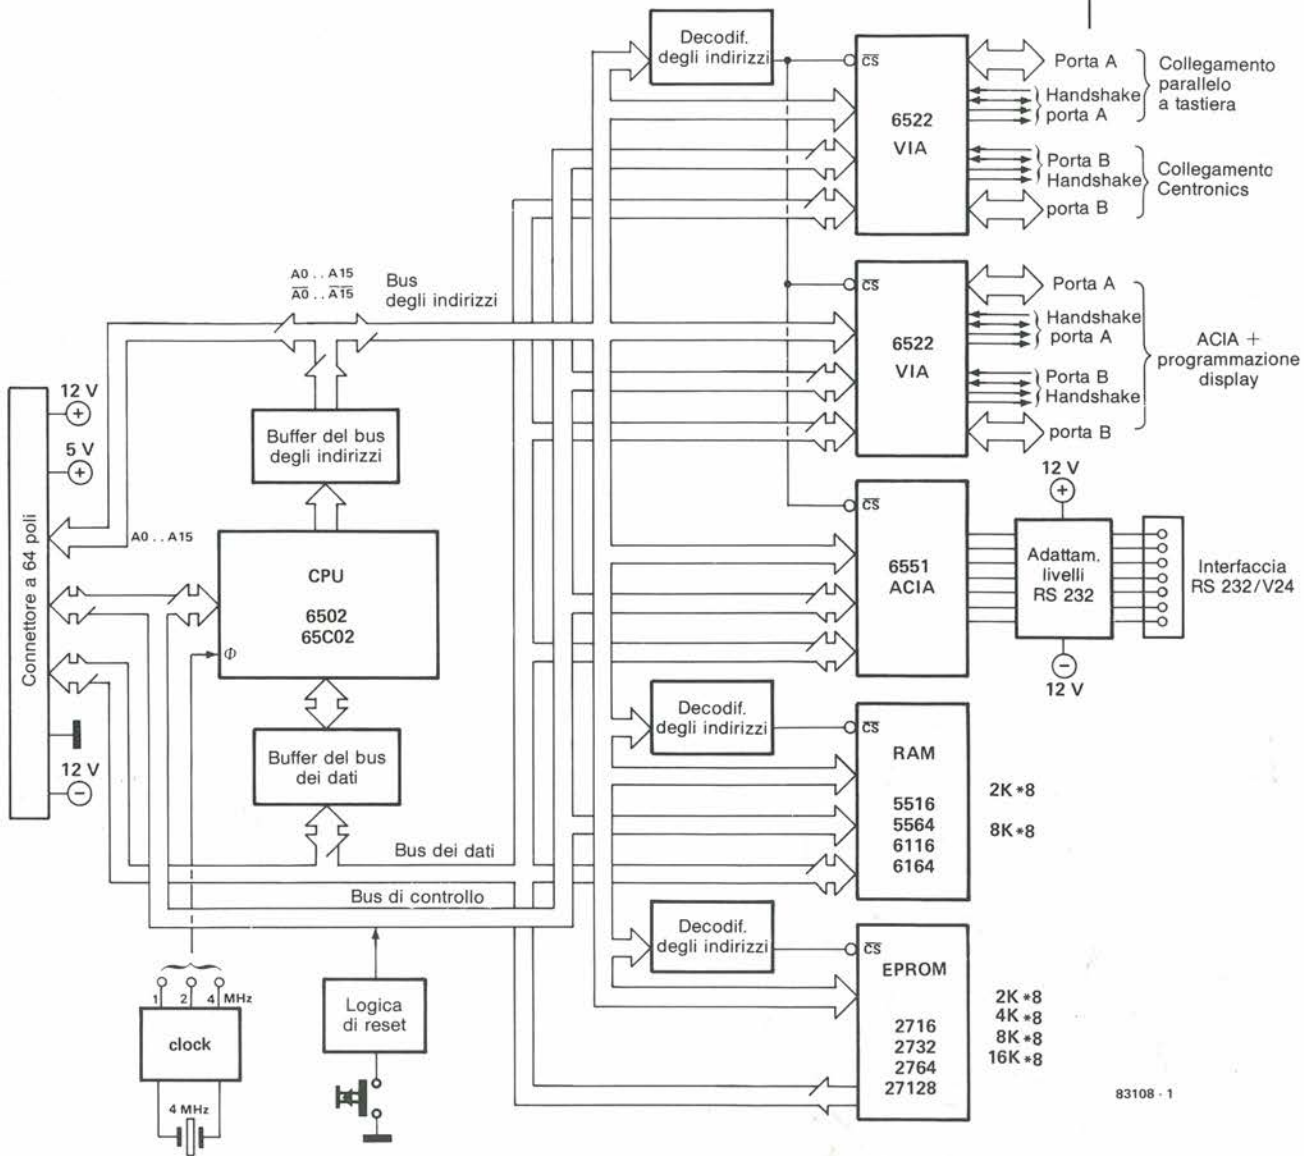 Decodif.
degli indirizzi
CS
6522
VIA
Porta A
Handshake
porta A
Collegamento
parallelo
a tastiera
Porta B
Handshake
porta B
Collegamento
Centronics
A0 . . A15
A0 . . A15
Bus
degli indirizzi
CS
6522
VIA
Porta A
Handshake
porta A
Porta B
Handshake
porta B
ACIA +
programmazione
display
Connettore a 64 poli
12 V
+
5 V
+
A0 . . A15
12 V
−
Buffer del bus
degli indirizzi
CPU
6502
65C02
Φ
Buffer del bus
dei dati
Bus dei dati
Bus di controllo
CS
6551
ACIA
12 V
+
Adattam.
livelli
RS 232
−
12 V
Interfaccia
RS 232/V24
Decodif.
degli indirizzi
CS
RAM
5516
5564
6116
6164
2K *8
8K *8
Decodif.
degli indirizzi
CS
EPROM
2716
2732
2764
27128
2K *8
4K *8
8K *8
16K *8
1 2 4 MHz
clock
4 MHz
Logica
di reset
83108 - 1